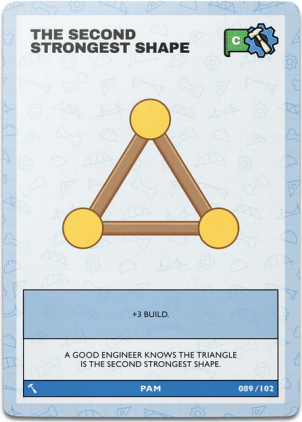 THE SECOND
STRONGEST SHAPE
C
+3 BUILD.
A GOOD ENGINEER KNOWS THE TRIANGLE
IS THE SECOND STRONGEST SHAPE.
PAM
089/102